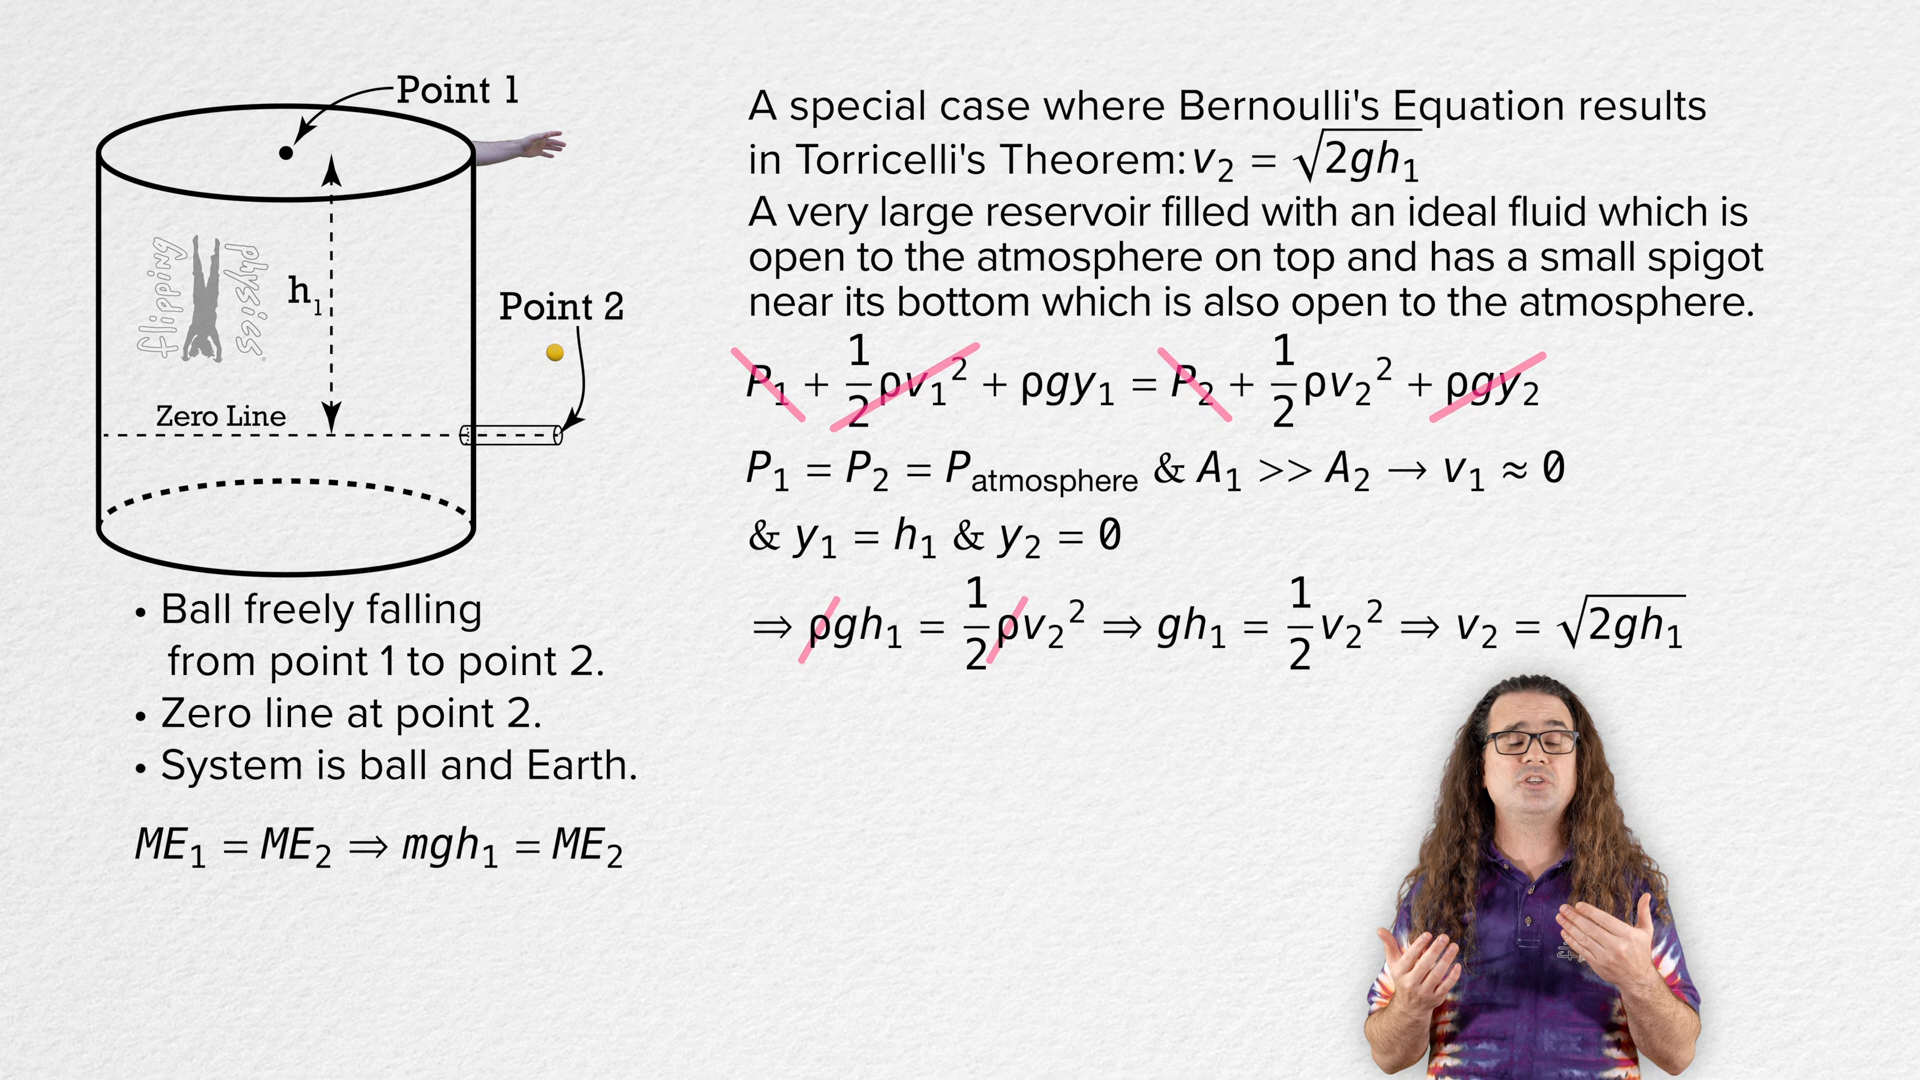 Point 1
flipping
physics
h₁
Point 2
Zero Line
• Ball freely falling
from point 1 to point 2.
• Zero line at point 2.
• System is ball and Earth.
ME₁ = ME₂ ⇒ mgh₁ = ME₂
A special case where Bernoulli's Equation results
in Torricelli's Theorem: v₂ = √2gh₁
A very large reservoir filled with an ideal fluid which is
open to the atmosphere on top and has a small spigot
near its bottom which is also open to the atmosphere.
P₁ + 1/2 ρv₁² + ρgy₁ = P₂ + 1/2 ρv₂² + ρgy₂
P₁ = P₂ = P_atmosphere & A₁ >> A₂ → v₁ ≈ 0
& y₁ = h₁ & y₂ = 0
⇒ ρgh₁ = 1/2 ρv₂² ⇒ gh₁ = 1/2 v₂² ⇒ v₂ = √2gh₁